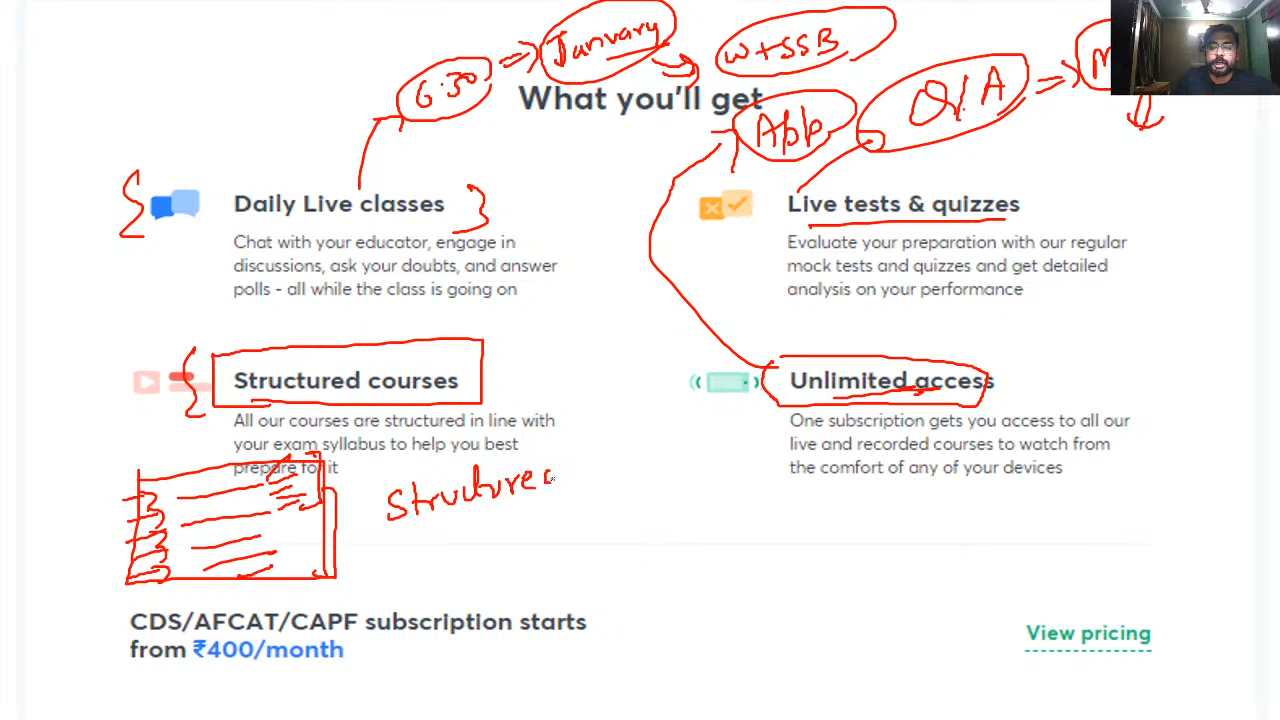 6.30 => January → W+SSB
What you'll get
App
Q/A => M
Daily Live classes
Chat with your educator, engage in
discussions, ask your doubts, and answer
polls - all while the class is going on
Live tests & quizzes
Evaluate your preparation with our regular
mock tests and quizzes and get detailed
analysis on your performance
Structured courses
All our courses are structured in line with
your exam syllabus to help you best
prepare for it
Unlimited access
One subscription gets you access to all our
live and recorded courses to watch from
the comfort of any of your devices
Structure
CDS/AFCAT/CAPF subscription starts
from ₹400/month
View pricing